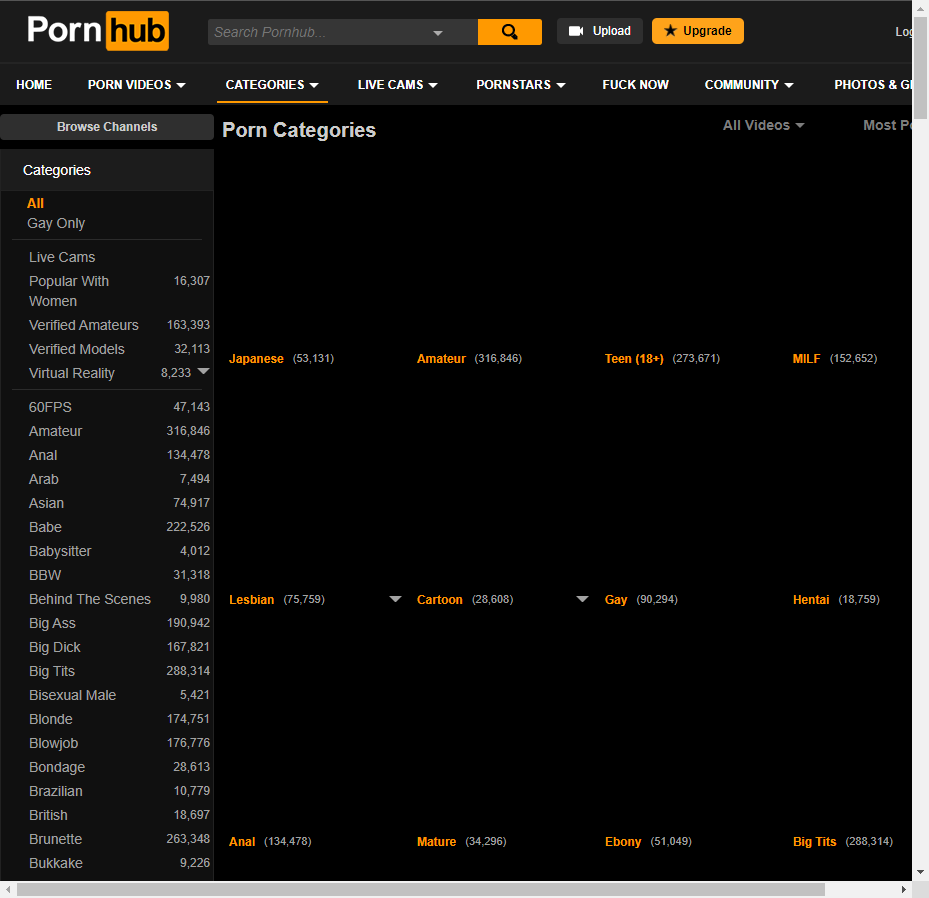 Porn hub
Search Pornhub...
Upload
Upgrade
HOME PORN VIDEOS CATEGORIES LIVE CAMS PORNSTARS FUCK NOW COMMUNITY PHOTOS &
Browse Channels
Porn Categories
All Videos
Most
Categories
All
Gay Only
Live Cams
Popular With 16,307
Women
Verified Amateurs 163,393
Verified Models 32,113
Virtual Reality 8,233
60FPS 47,143
Amateur 316,846
Anal 134,478
Arab 7,494
Asian 74,917
Babe 222,526
Babysitter 4,012
BBW 31,318
Behind The Scenes 9,980
Big Ass 190,942
Big Dick 167,821
Big Tits 288,314
Bisexual Male 5,421
Blonde 174,751
Blowjob 176,776
Bondage 28,613
Brazilian 10,779
British 18,697
Brunette 263,348
Bukkake 9,226
Japanese (53,131)
Amateur (316,846)
Teen (18+) (273,671)
MILF (152,652)
Lesbian (75,759)
Cartoon (28,608)
Gay (90,294)
Hentai (18,759)
Anal (134,478)
Mature (34,296)
Ebony (51,049)
Big Tits (288,314)